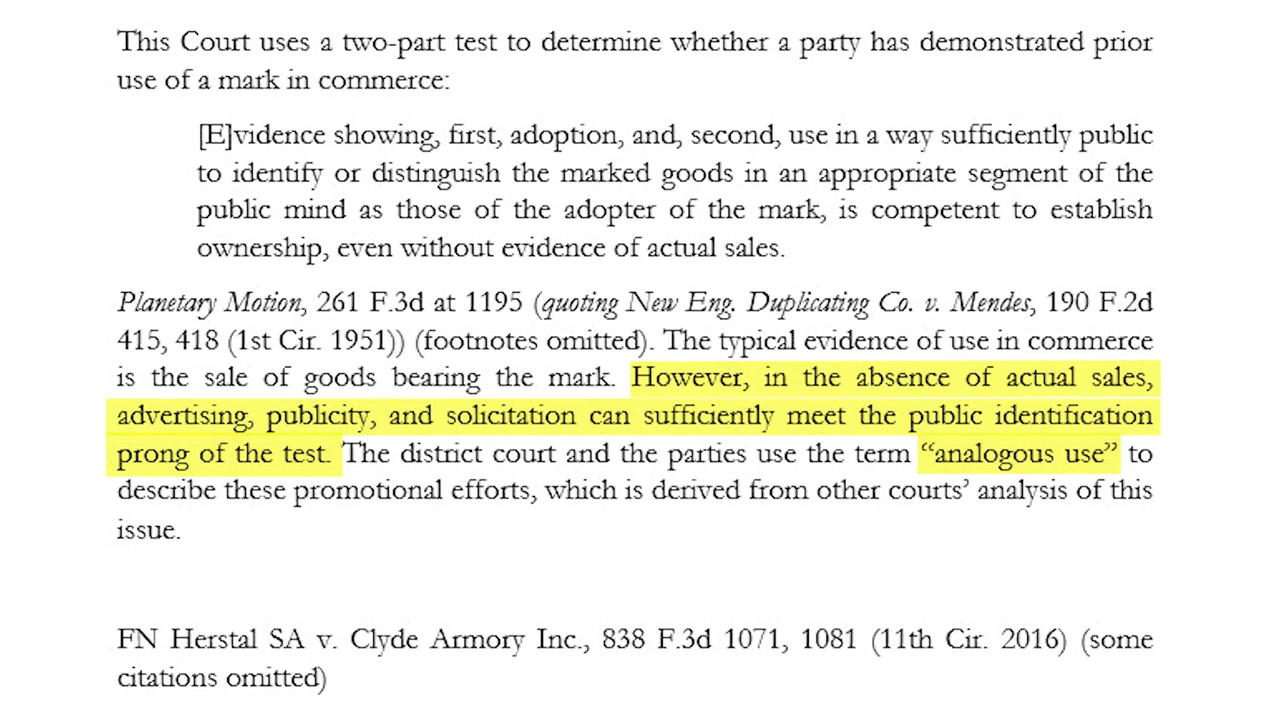 This Court uses a two-part test to determine whether a party has demonstrated prior
use of a mark in commerce:
[E]vidence showing, first, adoption, and, second, use in a way sufficiently public
to identify or distinguish the marked goods in an appropriate segment of the
public mind as those of the adopter of the mark, is competent to establish
ownership, even without evidence of actual sales.
Planetary Motion, 261 F.3d at 1195 (quoting New Eng. Duplicating Co. v. Mendes, 190 F.2d
415, 418 (1st Cir. 1951)) (footnotes omitted). The typical evidence of use in commerce
is the sale of goods bearing the mark. However, in the absence of actual sales,
advertising, publicity, and solicitation can sufficiently meet the public identification
prong of the test. The district court and the parties use the term “analogous use” to
describe these promotional efforts, which is derived from other courts’ analysis of this
issue.
FN Herstal SA v. Clyde Armory Inc., 838 F.3d 1071, 1081 (11th Cir. 2016) (some
citations omitted)